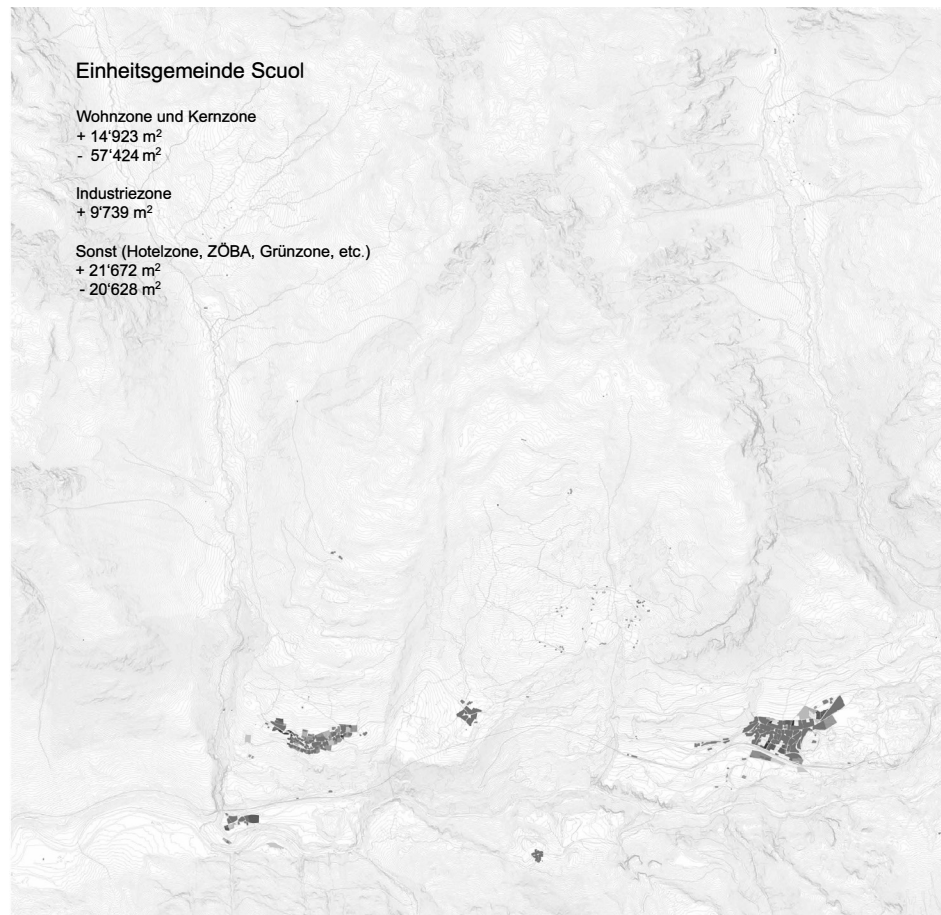 Einheitsgemeinde Scuol
Wohnzone und Kernzone
+ 14‘923 m²
- 57‘424 m²
Industriezone
+ 9‘739 m²
Sonst (Hotelzone, ZÖBA, Grünzone, etc.)
+ 21‘672 m²
- 20‘628 m²